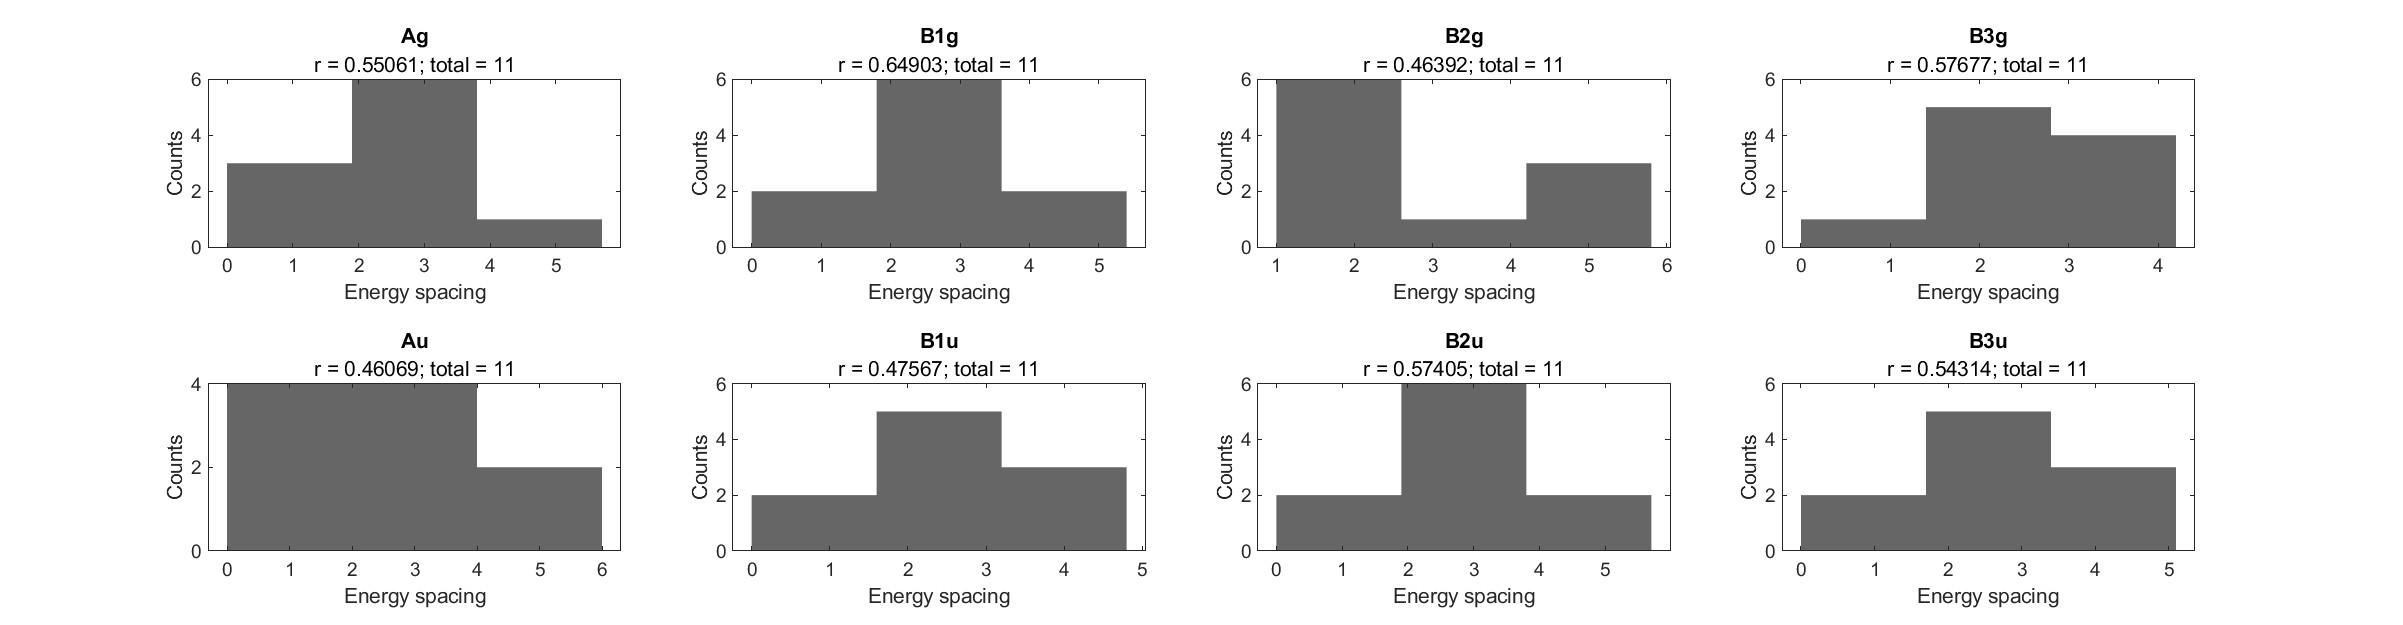 Ag
r = 0.55061; total = 11
6
4
2
0
Counts
0 1 2 3 4 5
Energy spacing
B1g
r = 0.64903; total = 11
6
4
2
0
Counts
0 1 2 3 4 5
Energy spacing
B2g
r = 0.46392; total = 11
6
4
2
0
Counts
1 2 3 4 5 6
Energy spacing
B3g
r = 0.57677; total = 11
6
4
2
0
Counts
0 1 2 3 4
Energy spacing
Au
r = 0.46069; total = 11
4
2
0
Counts
0 1 2 3 4 5 6
Energy spacing
B1u
r = 0.47567; total = 11
6
4
2
0
Counts
0 1 2 3 4 5
Energy spacing
B2u
r = 0.57405; total = 11
6
4
2
0
Counts
0 1 2 3 4 5
Energy spacing
B3u
r = 0.54314; total = 11
6
4
2
0
Counts
0 1 2 3 4 5
Energy spacing